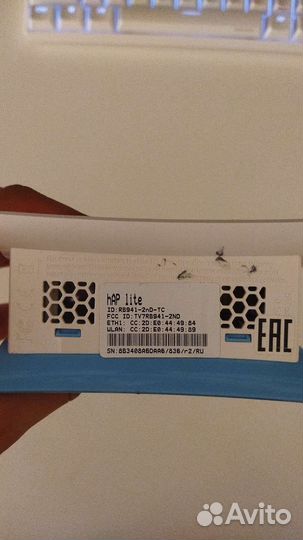 hAP lite
ID:RB941-2nD-TC
FCC ID:TV7RB941-2ND
ETH1: CC:2D:E0:44:49:84
WLAN: CC:2D:E0:44:49:89
SN:8B3408A6DAA6/836/r2/RU
EAC
Avito